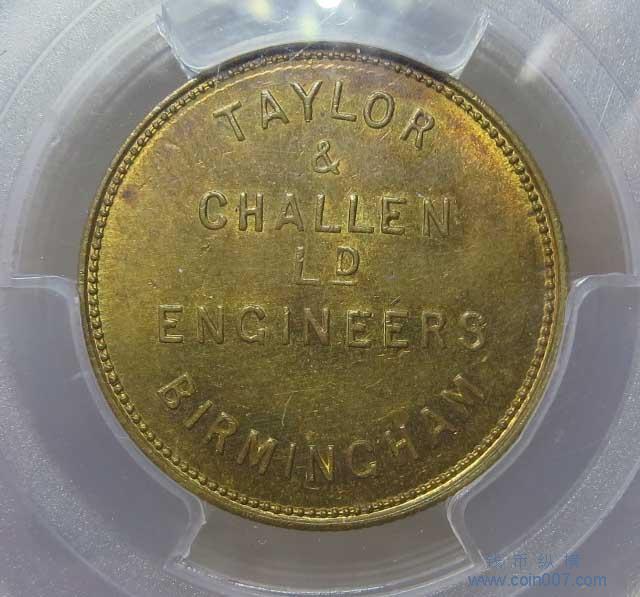 TAYLOR
&
CHALLEN
LD
ENGINEERS
BIRMINGHAM
钱币纵横
www.coin007.com